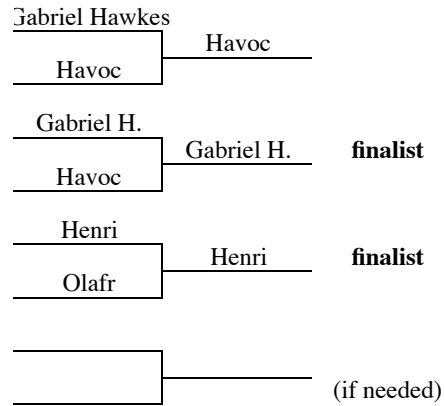 Gabriel Hawkes
Havoc
Havoc
Gabriel H.
Gabriel H.
finalist
Havoc
Henri
Henri
finalist
Olafr
(if needed)